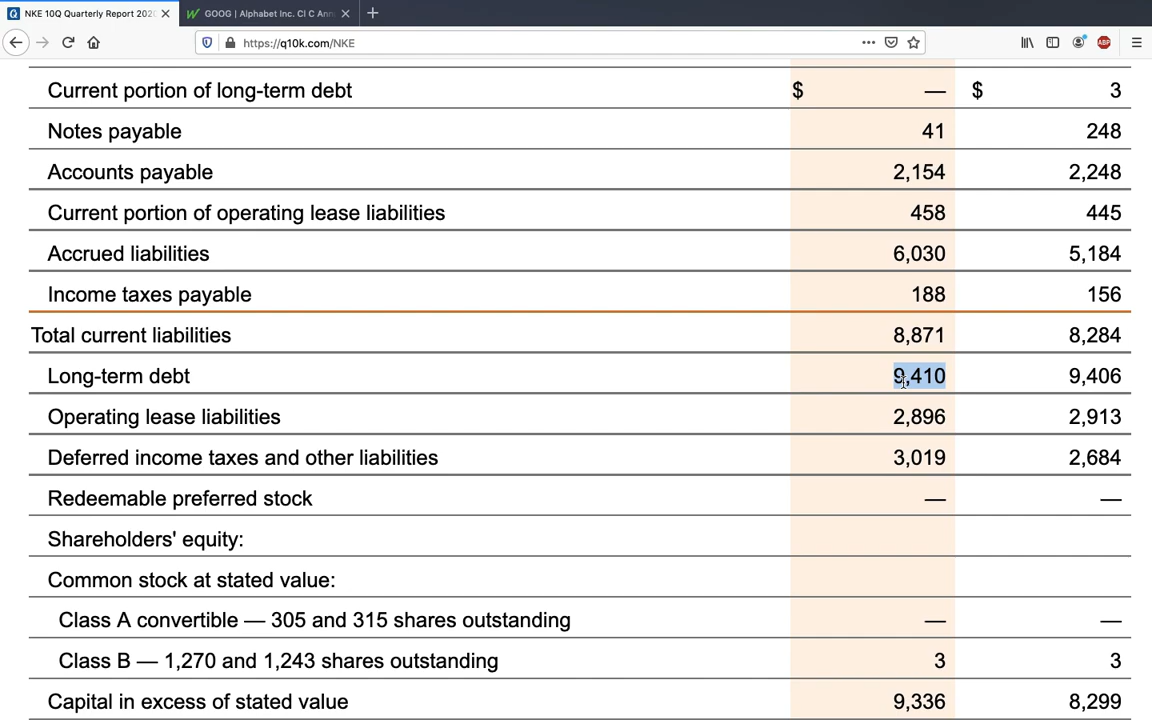 NKE 10Q Quarterly Report 202
GOOG | Alphabet Inc. Cl C Ann
https://q10k.com/NKE
ABP
Current portion of long-term debt $ — $ 3
Notes payable 41 248
Accounts payable 2,154 2,248
Current portion of operating lease liabilities 458 445
Accrued liabilities 6,030 5,184
Income taxes payable 188 156
Total current liabilities 8,871 8,284
Long-term debt 9,410 9,406
Operating lease liabilities 2,896 2,913
Deferred income taxes and other liabilities 3,019 2,684
Redeemable preferred stock — —
Shareholders' equity:
Common stock at stated value:
Class A convertible — 305 and 315 shares outstanding — —
Class B — 1,270 and 1,243 shares outstanding 3 3
Capital in excess of stated value 9,336 8,299